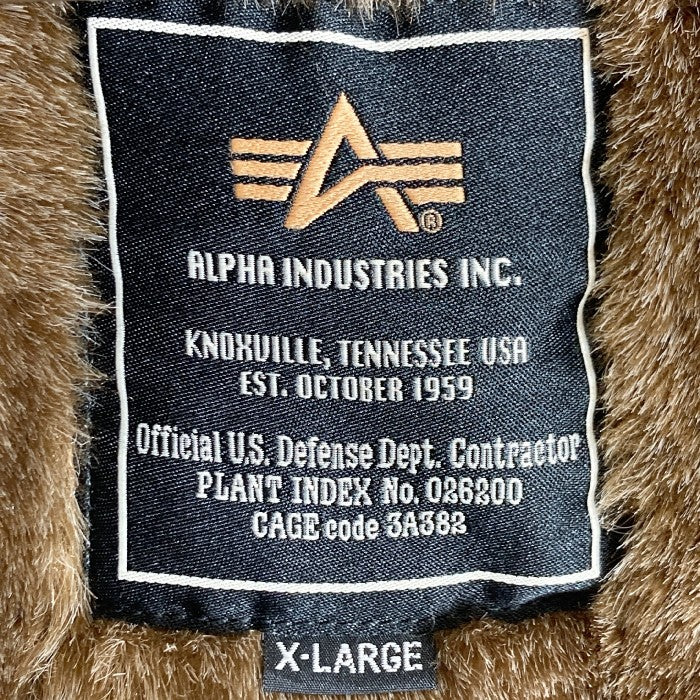 ®
ALPHA INDUSTRIES INC.
KNOXVILLE, TENNESSEE USA
EST. OCTOBER 1959
Official U.S. Defense Dept. Contractor
PLANT INDEX No. 026200
CAGE code 3A382
X-LARGE